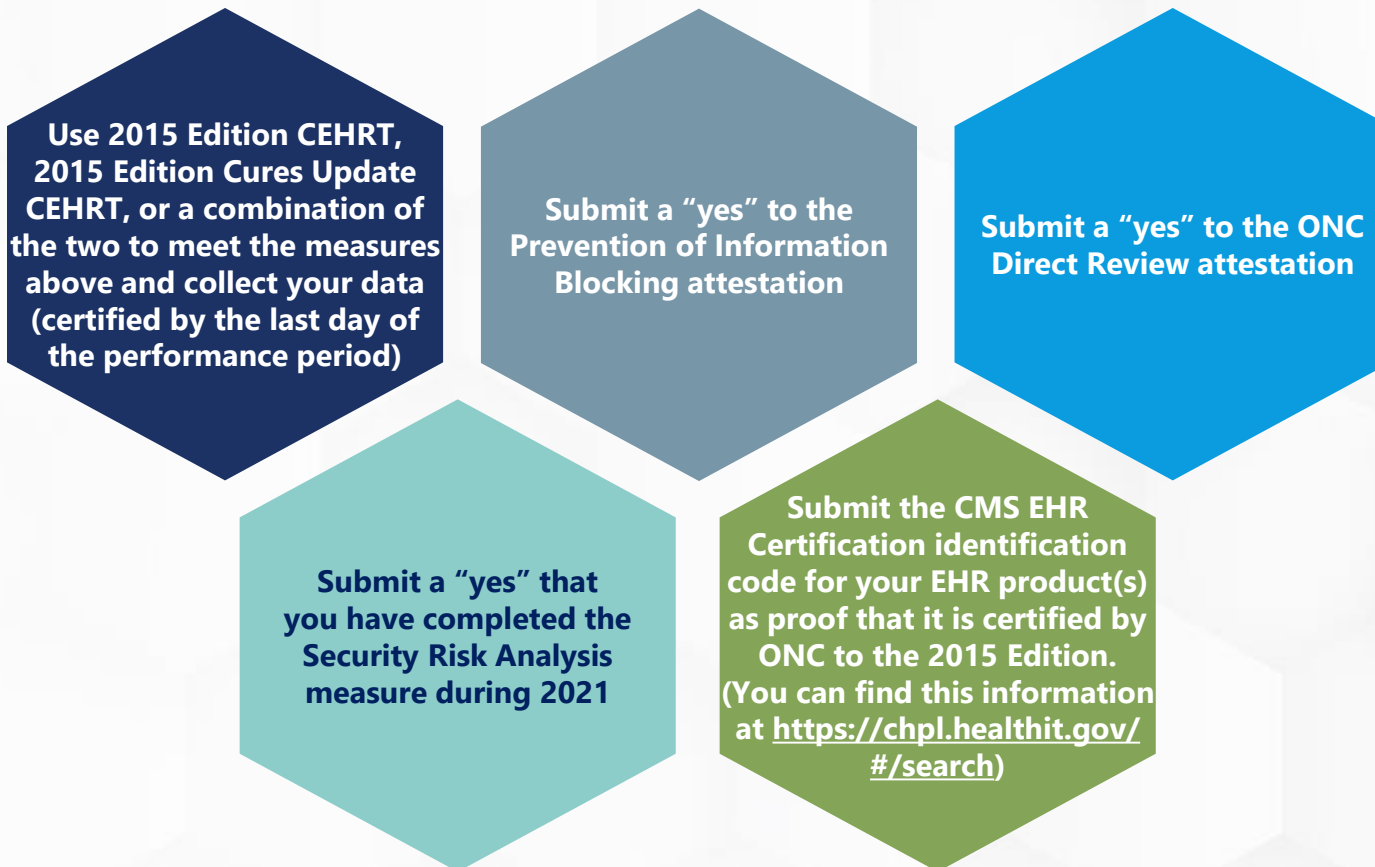 Use 2015 Edition CEHRT,
2015 Edition Cures Update
CEHRT, or a combination of
the two to meet the measures
above and collect your data
(certified by the last day of
the performance period)
Submit a “yes” to the
Prevention of Information
Blocking attestation
Submit a “yes” to the ONC
Direct Review attestation
Submit a “yes” that
you have completed the
Security Risk Analysis
measure during 2021
Submit the CMS EHR
Certification identification
code for your EHR product(s)
as proof that it is certified by
ONC to the 2015 Edition.
(You can find this information
at https://chpl.healthit.gov/
#/search)